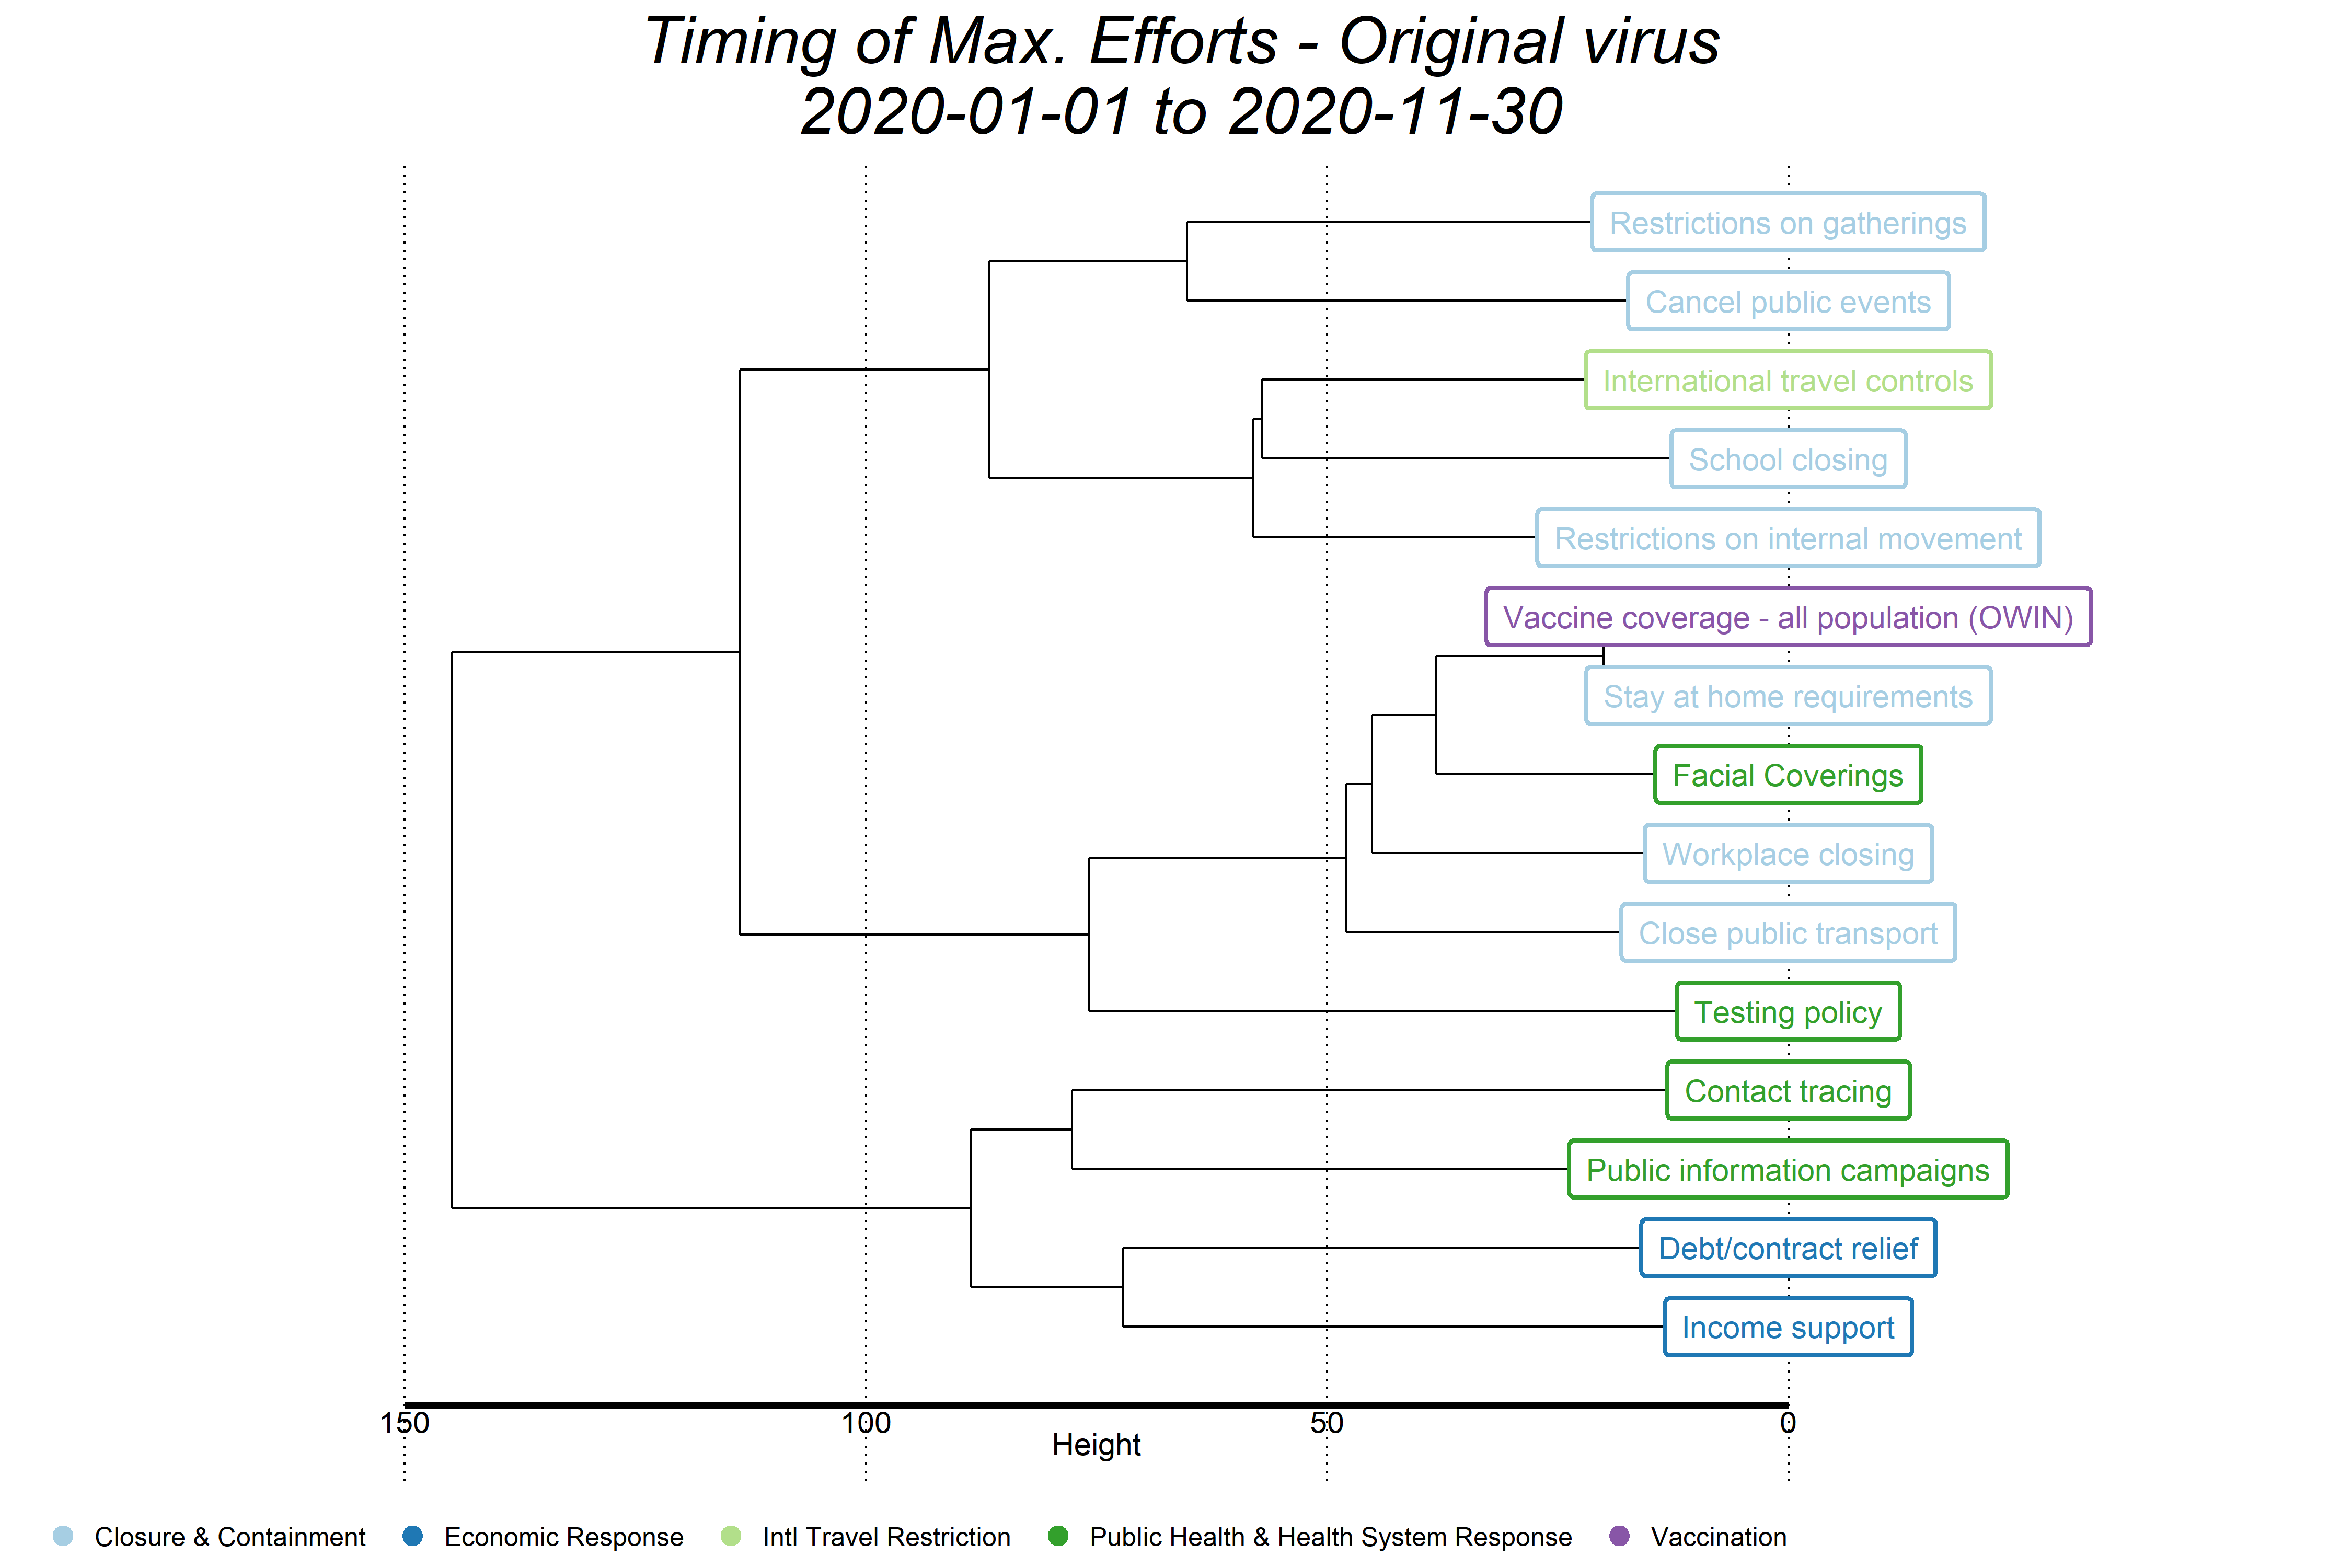 Timing of Max. Efforts - Original virus
2020-01-01 to 2020-11-30
Restrictions on gatherings
Cancel public events
International travel controls
School closing
Restrictions on internal movement
Vaccine coverage - all population (OWIN)
Stay at home requirements
Facial Coverings
Workplace closing
Close public transport
Testing policy
Contact tracing
Public information campaigns
Debt/contract relief
Income support
150 100 50 0
Height
Closure & Containment Economic Response Intl Travel Restriction Public Health & Health System Response Vaccination